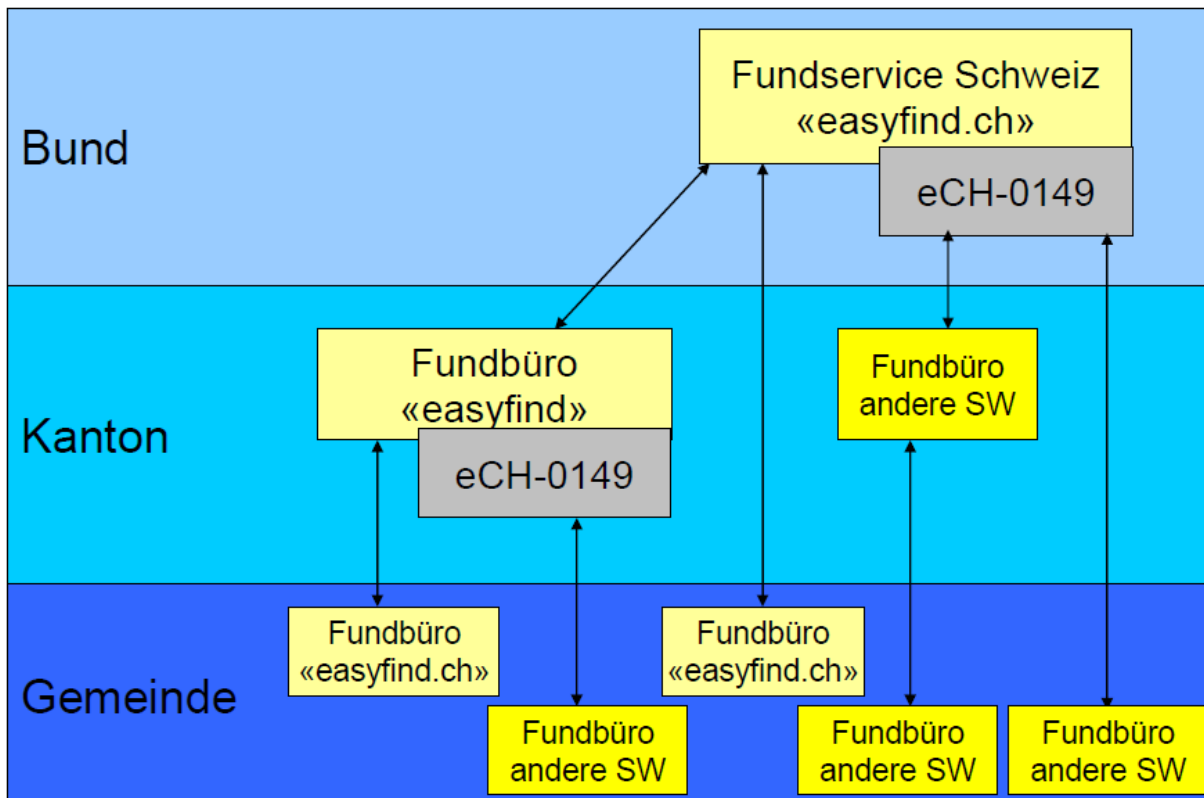 Fundservice Schweiz
«easyfind.ch»
Bund
eCH-0149
Fundbüro
«easyfind»
Fundbüro
andere SW
Kanton
eCH-0149
Fundbüro
«easyfind.ch»
Fundbüro
«easyfind.ch»
Gemeinde
Fundbüro
andere SW
Fundbüro
andere SW
Fundbüro
andere SW